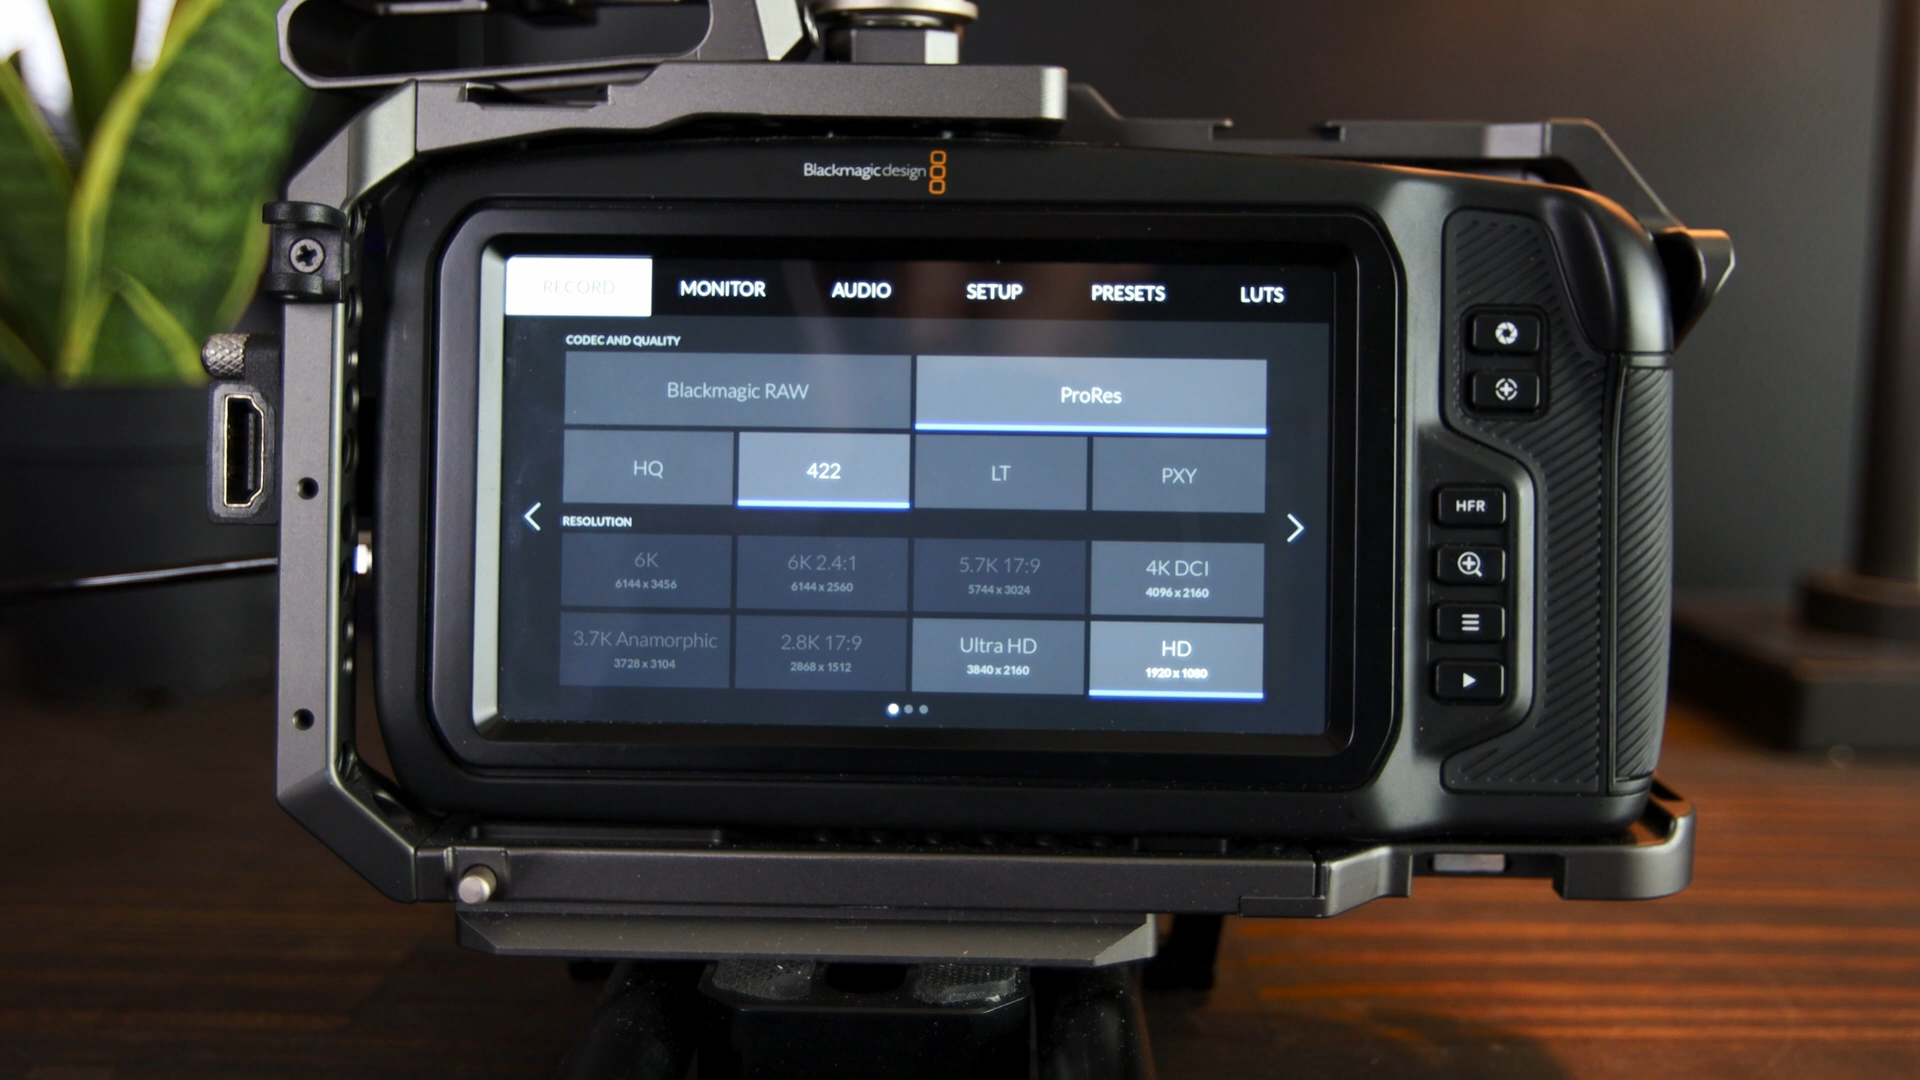 Blackmagicdesign
RECORD MONITOR AUDIO SETUP PRESETS LUTS
CODEC AND QUALITY
Blackmagic RAW ProRes
HQ 422 LT PXY
RESOLUTION
6K 6K 2.4:1 5.7K 17:9 4K DCI
6144 x 3456 6144 x 2560 5744 x 3024 4096 x 2160
3.7K Anamorphic 2.8K 17:9 Ultra HD HD
3728 x 3104 2868 x 1512 3840 x 2160 1920 x 1080
HFR